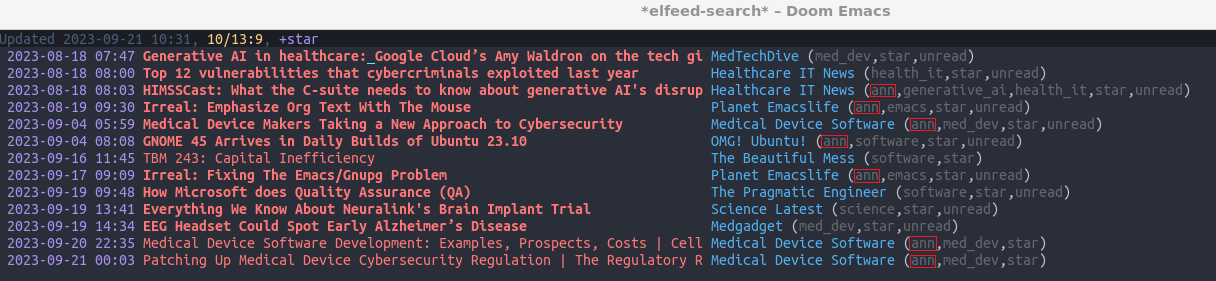 *elfeed-search* – Doom Emacs
Updated 2023-09-21 10:31, 10/13:9, +star
2023-08-18 07:47 Generative AI in healthcare:_Google Cloud’s Amy Waldron on the tech gi MedTechDive (med_dev,star,unread)
2023-08-18 08:00 Top 12 vulnerabilities that cybercriminals exploited last year Healthcare IT News (health_it,star,unread)
2023-08-18 08:03 HIMSSCast: What the C-suite needs to know about generative AI's disrup Healthcare IT News (ann,generative_ai,health_it,star,unread)
2023-08-19 09:30 Irreal: Emphasize Org Text With The Mouse Planet Emacslife (ann,emacs,star,unread)
2023-09-04 05:59 Medical Device Makers Taking a New Approach to Cybersecurity Medical Device Software (ann,med_dev,star,unread)
2023-09-04 08:08 GNOME 45 Arrives in Daily Builds of Ubuntu 23.10 OMG! Ubuntu! (ann,software,star,unread)
2023-09-16 11:45 TBM 243: Capital Inefficiency The Beautiful Mess (software,star)
2023-09-17 09:09 Irreal: Fixing The Emacs/Gnupg Problem Planet Emacslife (ann,emacs,star,unread)
2023-09-19 09:48 How Microsoft does Quality Assurance (QA) The Pragmatic Engineer (software,star,unread)
2023-09-19 13:41 Everything We Know About Neuralink's Brain Implant Trial Science Latest (science,star,unread)
2023-09-19 14:34 EEG Headset Could Spot Early Alzheimer’s Disease Medgadget (med_dev,star,unread)
2023-09-20 22:35 Medical Device Software Development: Examples, Prospects, Costs | Cell Medical Device Software (ann,med_dev,star)
2023-09-21 00:03 Patching Up Medical Device Cybersecurity Regulation | The Regulatory R Medical Device Software (ann,med_dev,star)